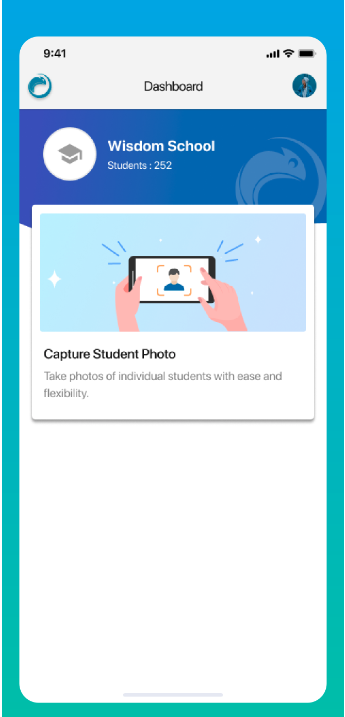 9:41
Dashboard
Wisdom School
Students : 252
Capture Student Photo
Take photos of individual students with ease and
flexibility.